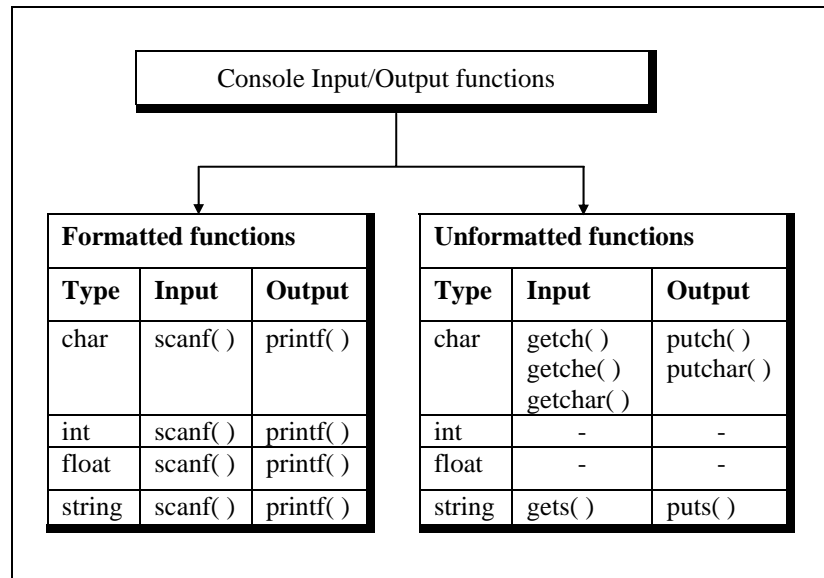 Console Input/Output functions
Formatted functions
Type Input Output
char scanf( ) printf( )
int scanf( ) printf( )
float scanf( ) printf( )
string scanf( ) printf( )
Unformatted functions
Type Input Output
char getch( ) putch( )
getche( ) putchar( )
getchar( )
int - -
float - -
string gets( ) puts( )